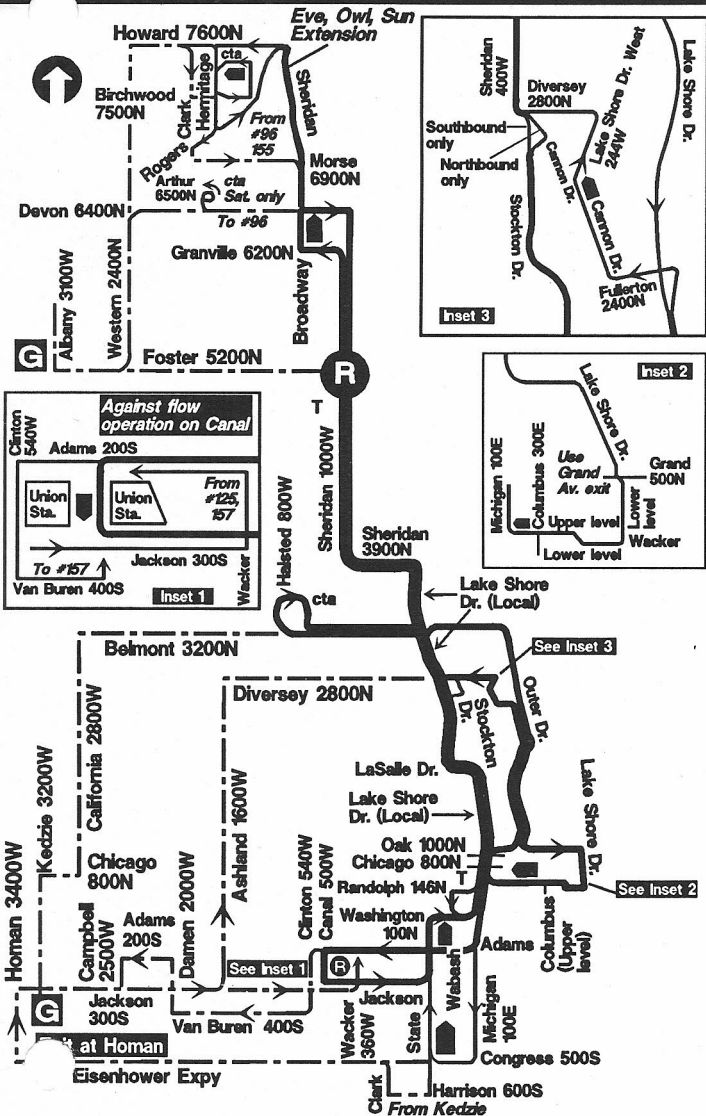 Eve, Owl, Sun
Extension
Howard 7600N
cta
Birchwood
7500N
Clark
Hermitage
Sheridan
From
#96
155
Rogers
Morse
6900N
Arthur
6500N
cta
Sat. only
Devon 6400N
To #96
Granville 6200N
Broadway
Albany 3100W
Western 2400N
G
Foster 5200N
R
T
Sheridan 1000W
Sheridan
400W
Diversey
2800N
Lake Shore Dr. West
244W
Lake Shore Dr.
Southbound
only
Northbound
only
Cannon Dr.
Stockton Dr.
Cannon Dr.
Fullerton
2400N
Inset 3
Inset 2
Lake Shore Dr.
Michigan 100E
Columbus 300E
Use
Grand
Av. exit
Grand
500N
Lower
level
Upper level
Wacker
Lower level
Against flow
operation on Canal
Clinton
540W
Adams 200S
Union
Sta.
Union
Sta.
From
#125,
157
Jackson 300S
To #157
Van Buren 400S
Wacker
Inset 1
Halsted 800W
cta
Sheridan
3900N
Lake Shore
Dr. (Local)
Belmont 3200N
See Inset 3
Diversey 2800N
Stockton
Dr.
Outer Dr.
California 2800W
Kedzie 3200W
Homan 3400W
Ashland 1600W
LaSalle Dr.
Lake Shore
Dr. (Local)
Lake Shore
Dr.
Oak 1000N
Chicago 800N
Chicago
800N
T
Randolph 146N
Washington
100N
See Inset 2
Columbus
(Upper
level)
Clinton 540W
Canal 500W
Damen 2000W
Campbell
2500W
Adams
200S
Adams
See Inset 1
R
Jackson
Wabash
G
Jackson
300S
Van Buren 400S
Wacker
360W
State
Michigan
100E
at Homan
Congress 500S
Eisenhower Expy
Clark
Harrison 600S
From Kedzie